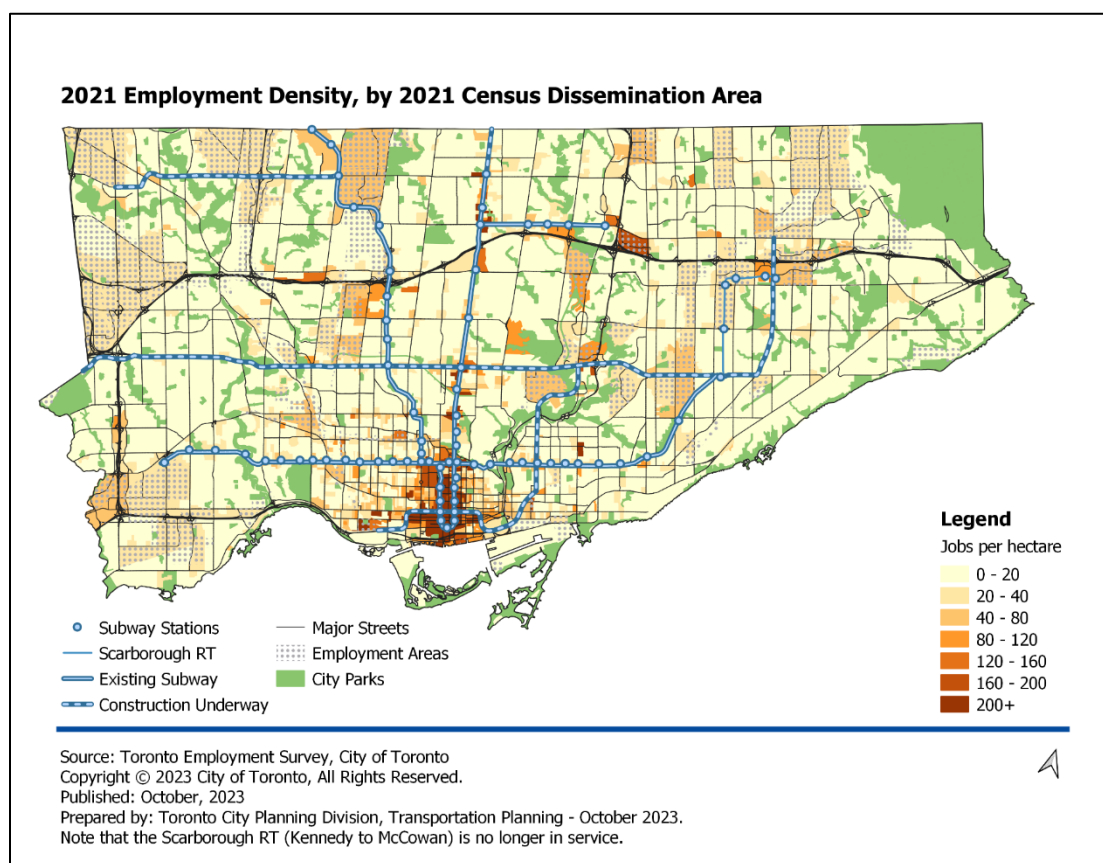 2021 Employment Density, by 2021 Census Dissemination Area
Legend
Jobs per hectare
0 - 20
20 - 40
40 - 80
80 - 120
120 - 160
160 - 200
200+
Subway Stations
Scarborough RT
Existing Subway
Construction Underway
Major Streets
Employment Areas
City Parks
Source: Toronto Employment Survey, City of Toronto
Copyright © 2023 City of Toronto, All Rights Reserved.
Published: October, 2023
Prepared by: Toronto City Planning Division, Transportation Planning - October 2023.
Note that the Scarborough RT (Kennedy to McCowan) is no longer in service.